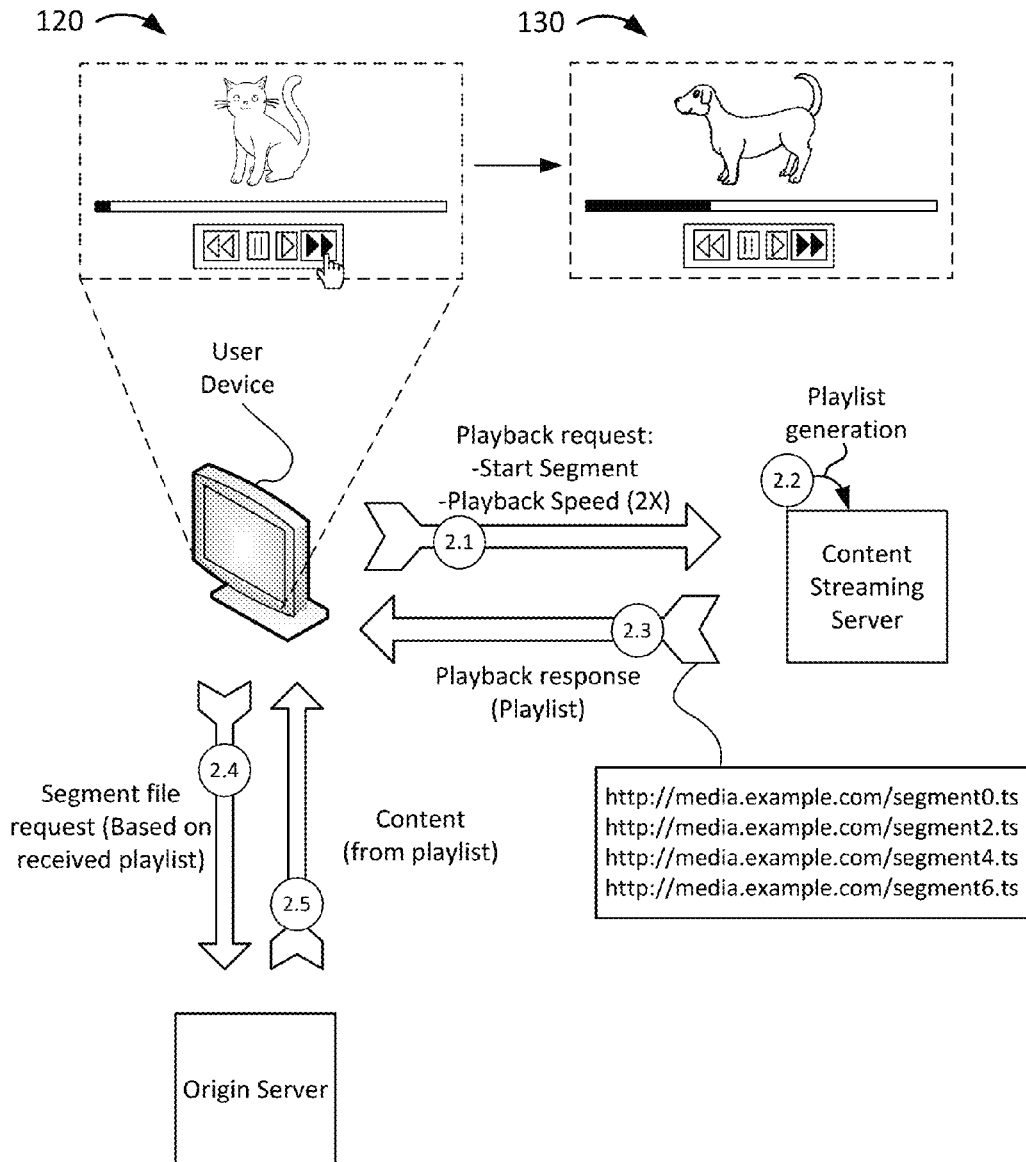 120
130
User
Device
Playback request:
-Start Segment
-Playback Speed (2X)
2.1
Playlist
generation
2.2
Content
Streaming
Server
2.3
Playback response
(Playlist)
2.4
Segment file
request (Based on
received playlist)
Content
(from playlist)
2.5
http://media.example.com/segment0.ts
http://media.example.com/segment2.ts
http://media.example.com/segment4.ts
http://media.example.com/segment6.ts
Origin Server